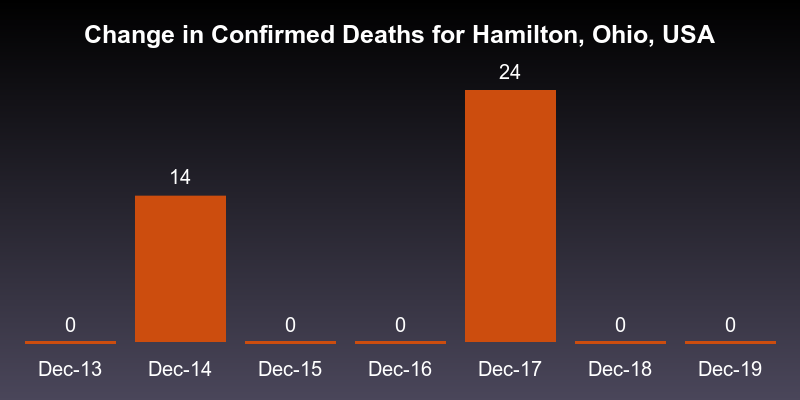 Change in Confirmed Deaths for Hamilton, Ohio, USA
0 14 0 0 24 0 0
Dec-13 Dec-14 Dec-15 Dec-16 Dec-17 Dec-18 Dec-19